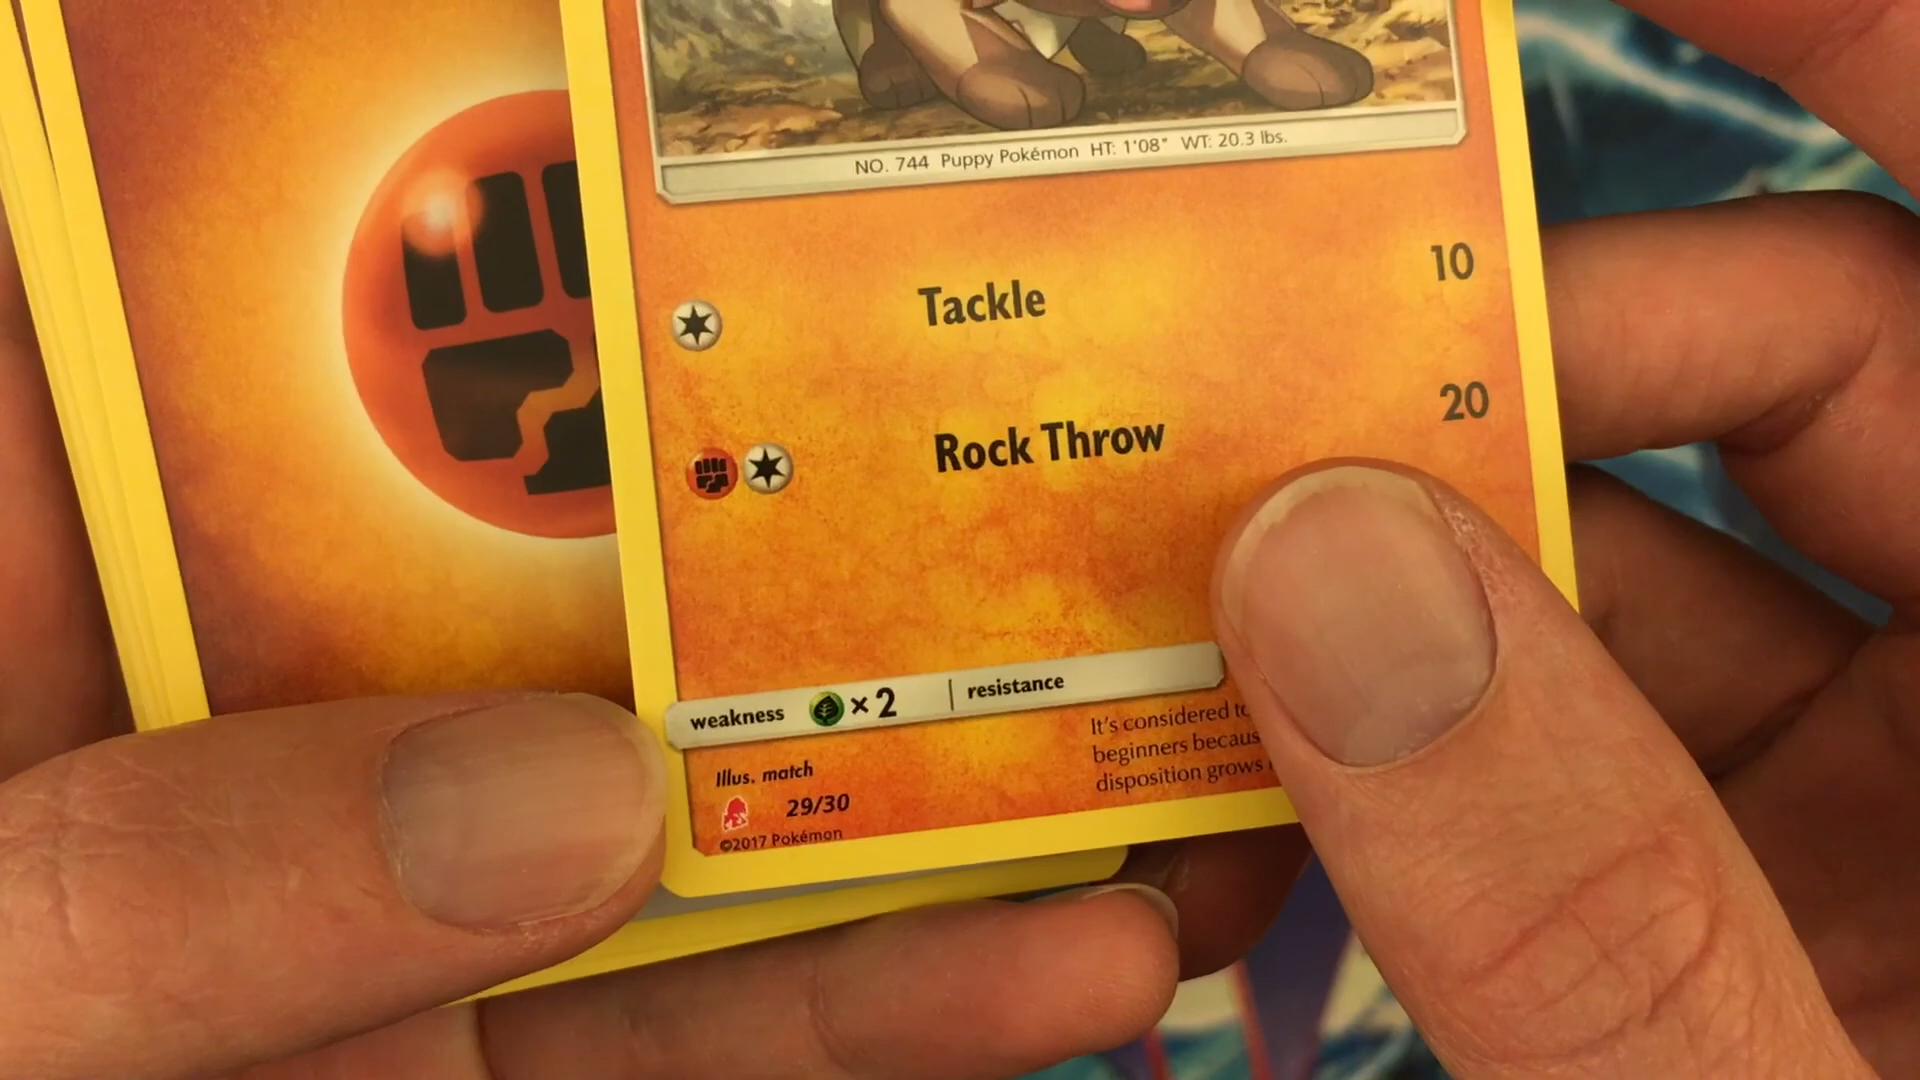 NO. 744 Puppy Pokémon HT: 1'08" WT: 20.3 lbs.
Tackle 10
Rock Throw 20
weakness ×2 resistance
It's considered to
beginners becaus
disposition grows
Illus. match
29/30
©2017 Pokémon